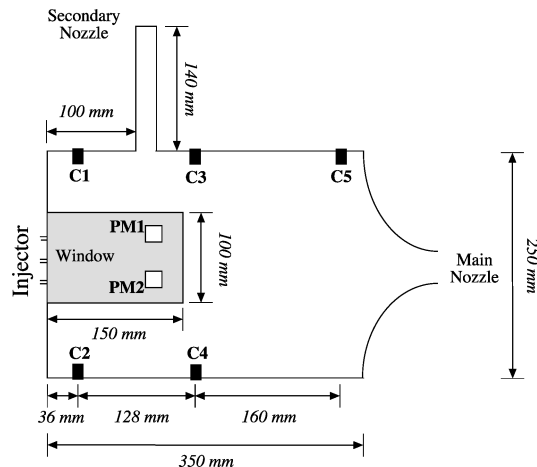 Secondary
Nozzle
140 mm
100 mm
C1
C3
C5
PM1
Window
100 mm
Injector
PM2
Main
Nozzle
250 mm
150 mm
C2
C4
36 mm
128 mm
160 mm
350 mm